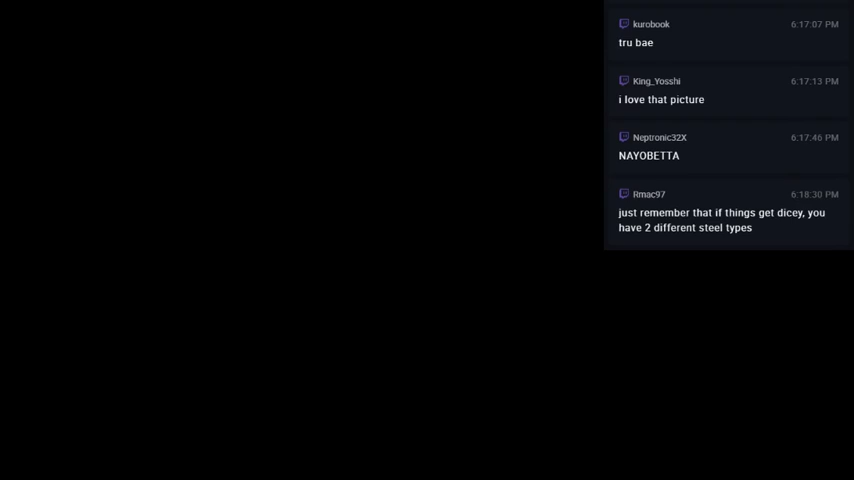 kurobook 6:17:07 PM
tru bae
King_Yosshi 6:17:13 PM
i love that picture
Neptronic32X 6:17:46 PM
NAYOBETTA
Rmac97 6:18:30 PM
just remember that if things get dicey, you
have 2 different steel types